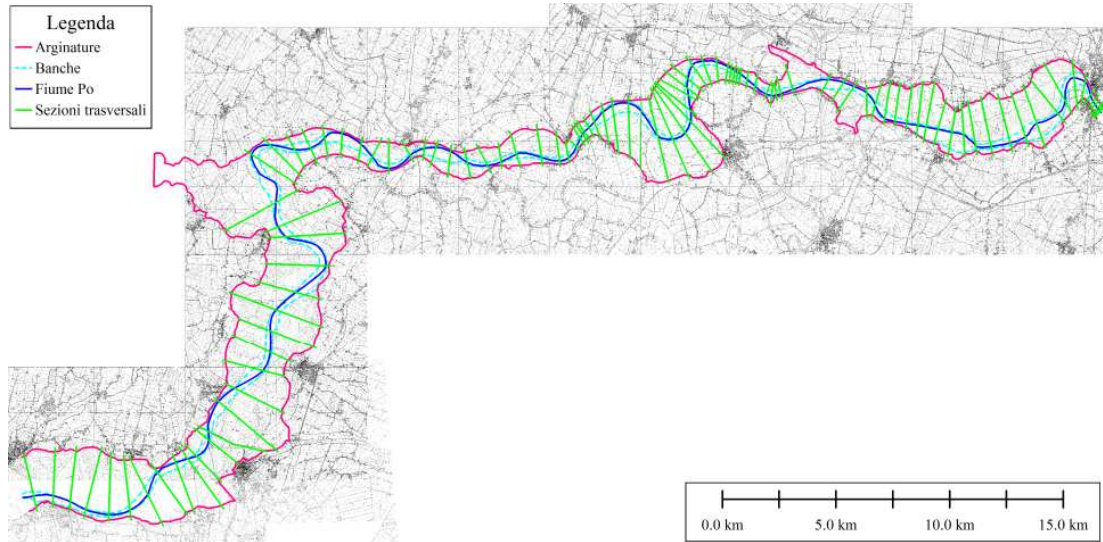 Legenda
Arginature
Banche
Fiume Po
Sezioni trasversali
0.0 km 5.0 km 10.0 km 15.0 km